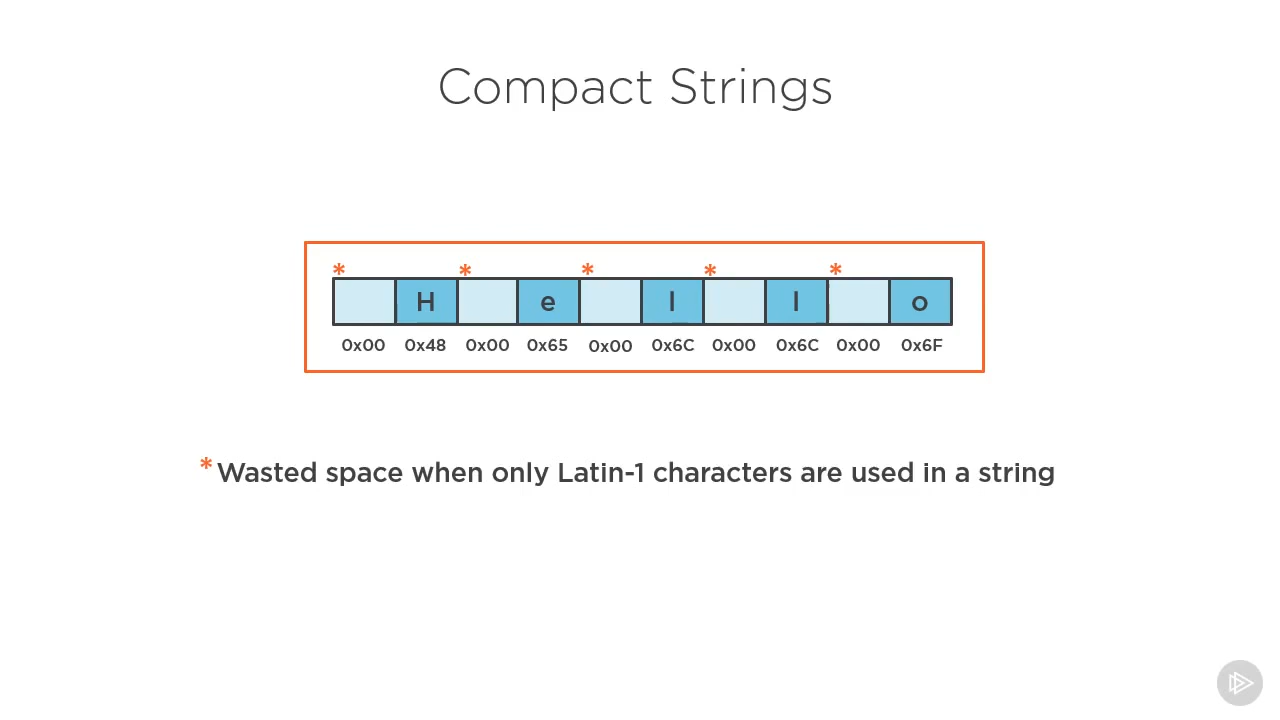 Compact Strings
* * * * *
H e l l o
0x00 0x48 0x00 0x65 0x00 0x6C 0x00 0x6C 0x00 0x6F
*Wasted space when only Latin-1 characters are used in a string